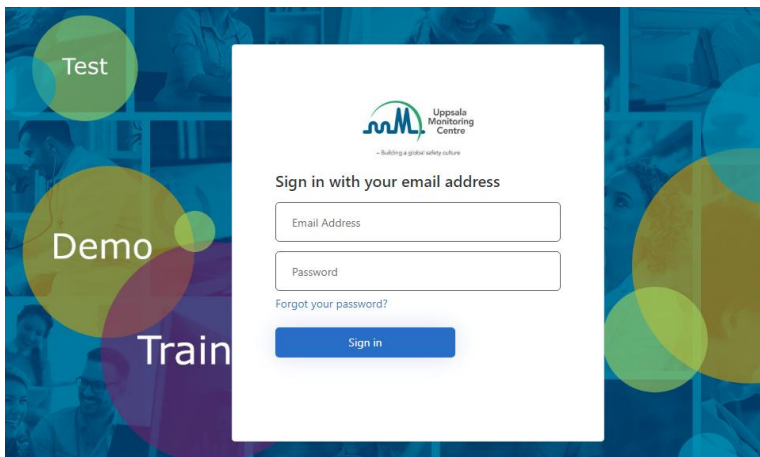 Test
Demo
Train
Uppsala
Monitoring
Centre
– Building a global safety culture
Sign in with your email address
Email Address
Password
Forgot your password?
Sign in